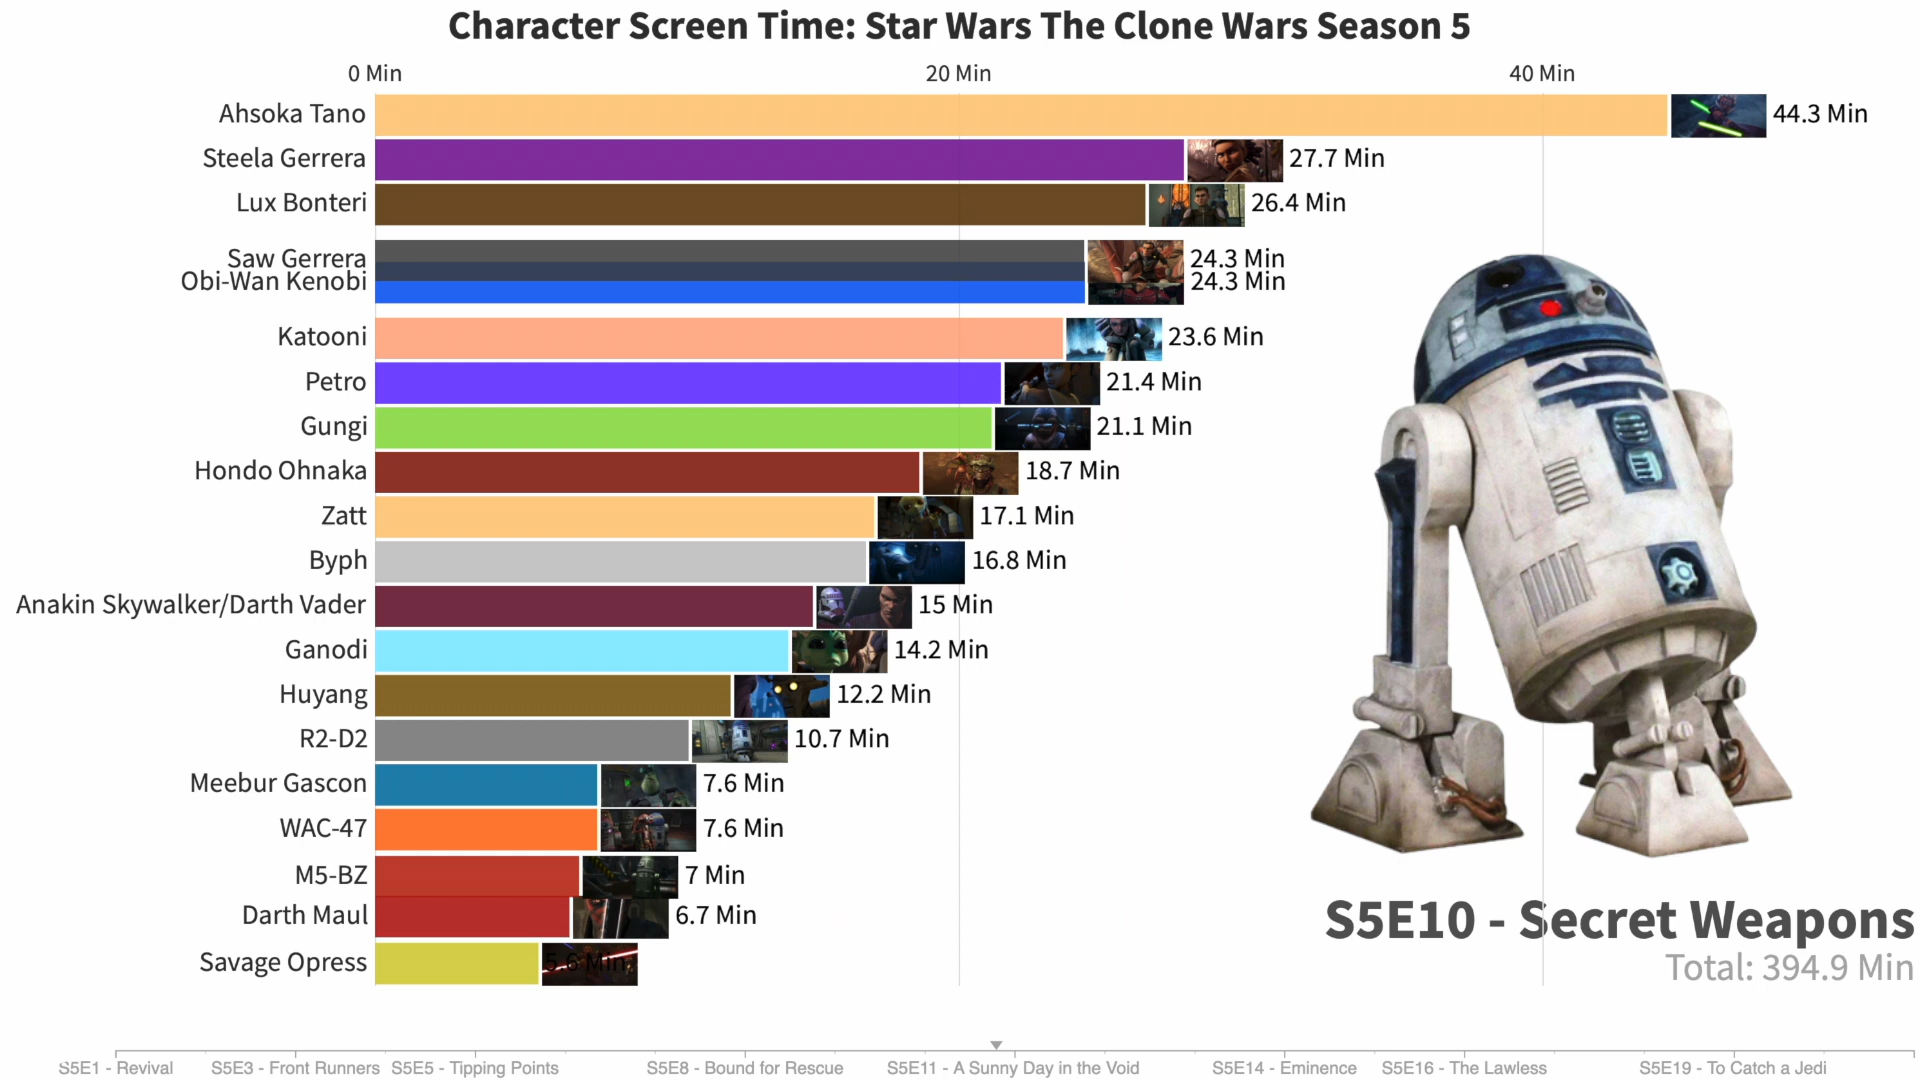 Character Screen Time: Star Wars The Clone Wars Season 5
0 Min 20 Min 40 Min
Ahsoka Tano 44.3 Min
Steela Gerrera 27.7 Min
Lux Bonteri 26.4 Min
Saw Gerrera 24.3 Min
Obi-Wan Kenobi 24.3 Min
Katooni 23.6 Min
Petro 21.4 Min
Gungi 21.1 Min
Hondo Ohnaka 18.7 Min
Zatt 17.1 Min
Byph 16.8 Min
Anakin Skywalker/Darth Vader 15 Min
Ganodi 14.2 Min
Huyang 12.2 Min
R2-D2 10.7 Min
Meebur Gascon 7.6 Min
WAC-47 7.6 Min
M5-BZ 7 Min
Darth Maul 6.7 Min
Savage Opress 5.6 Min
S5E10 - Secret Weapons
Total: 394.9 Min
S5E1 - Revival S5E3 - Front Runners S5E5 - Tipping Points S5E8 - Bound for Rescue S5E11 - A Sunny Day in the Void S5E14 - Eminence S5E16 - The Lawless S5E19 - To Catch a Jedi